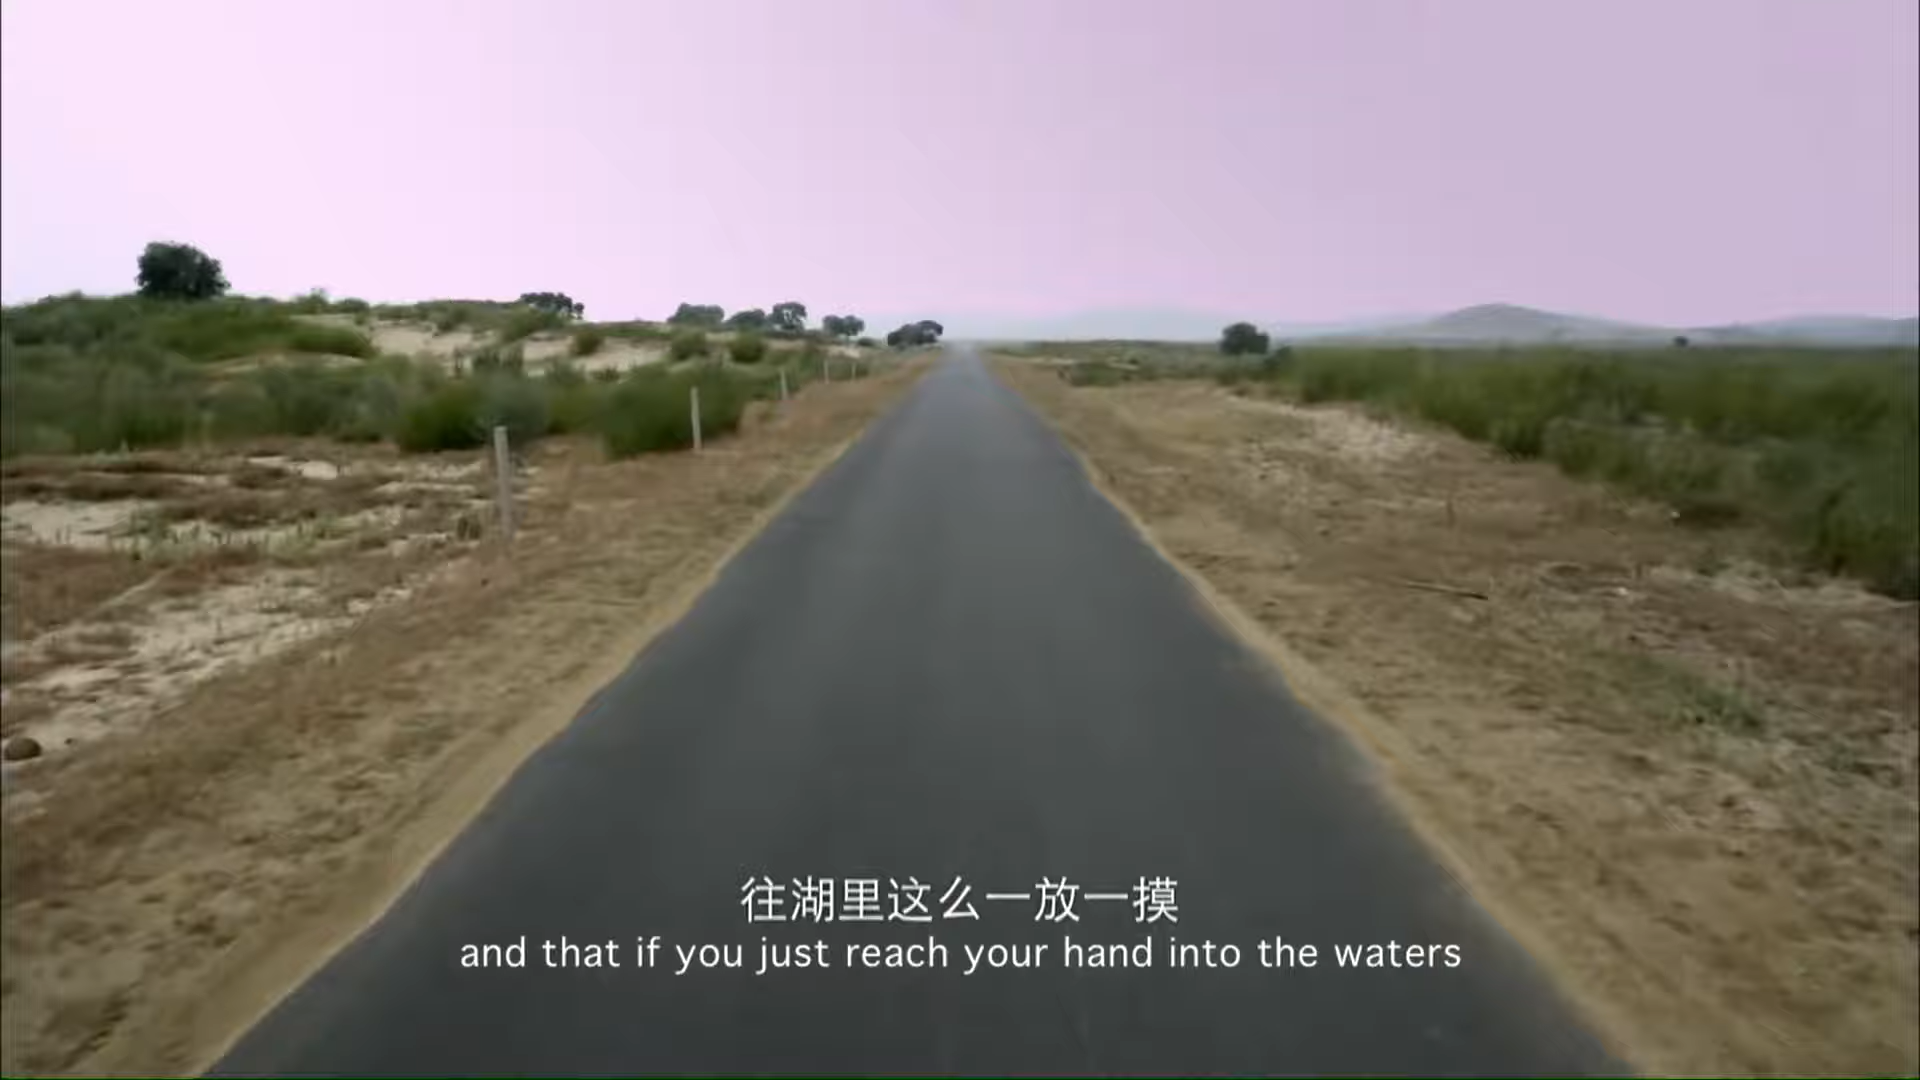 往湖里这么一放一摸
and that if you just reach your hand into the waters